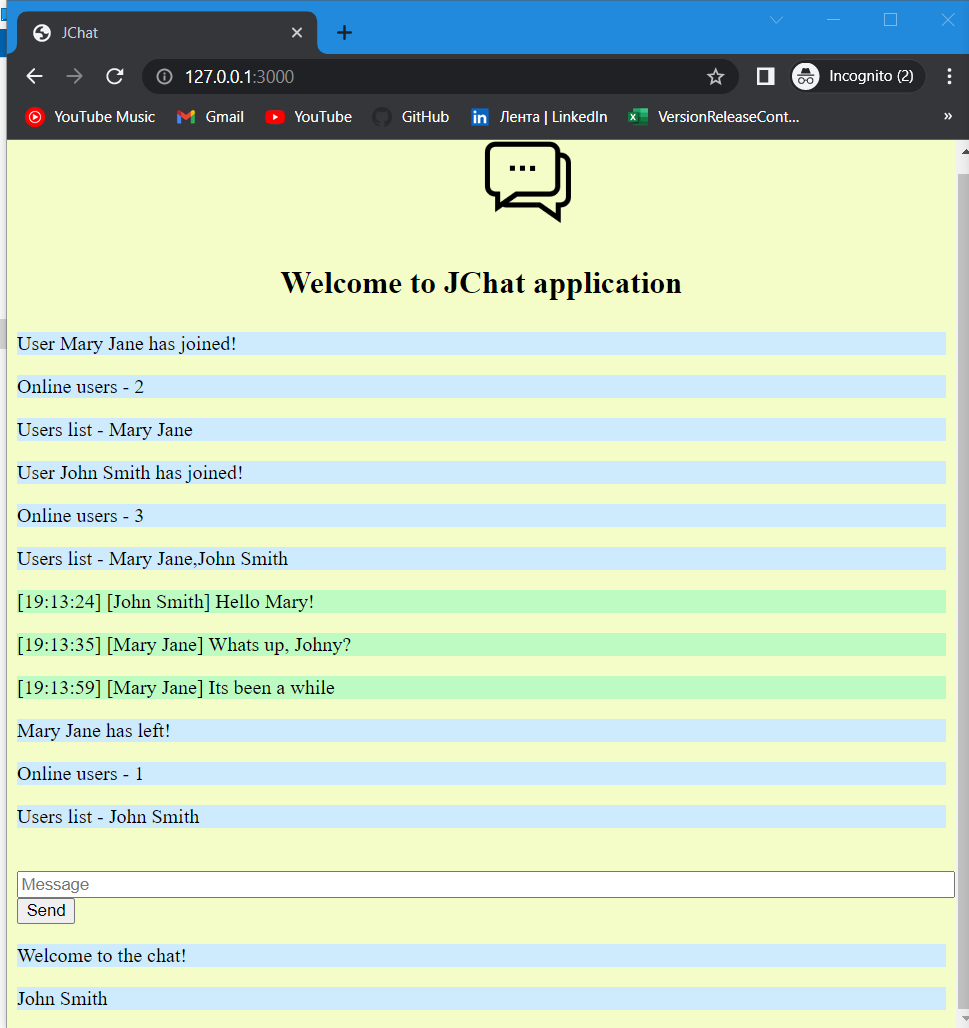 JChat
127.0.0.1:3000
Incognito (2)
YouTube Music
Gmail
YouTube
GitHub
in
Лента | LinkedIn
VersionReleaseCont...
»
Welcome to JChat application
User Mary Jane has joined!
Online users - 2
Users list - Mary Jane
User John Smith has joined!
Online users - 3
Users list - Mary Jane,John Smith
[19:13:24] [John Smith] Hello Mary!
[19:13:35] [Mary Jane] Whats up, Johny?
[19:13:59] [Mary Jane] Its been a while
Mary Jane has left!
Online users - 1
Users list - John Smith
Message
Send
Welcome to the chat!
John Smith